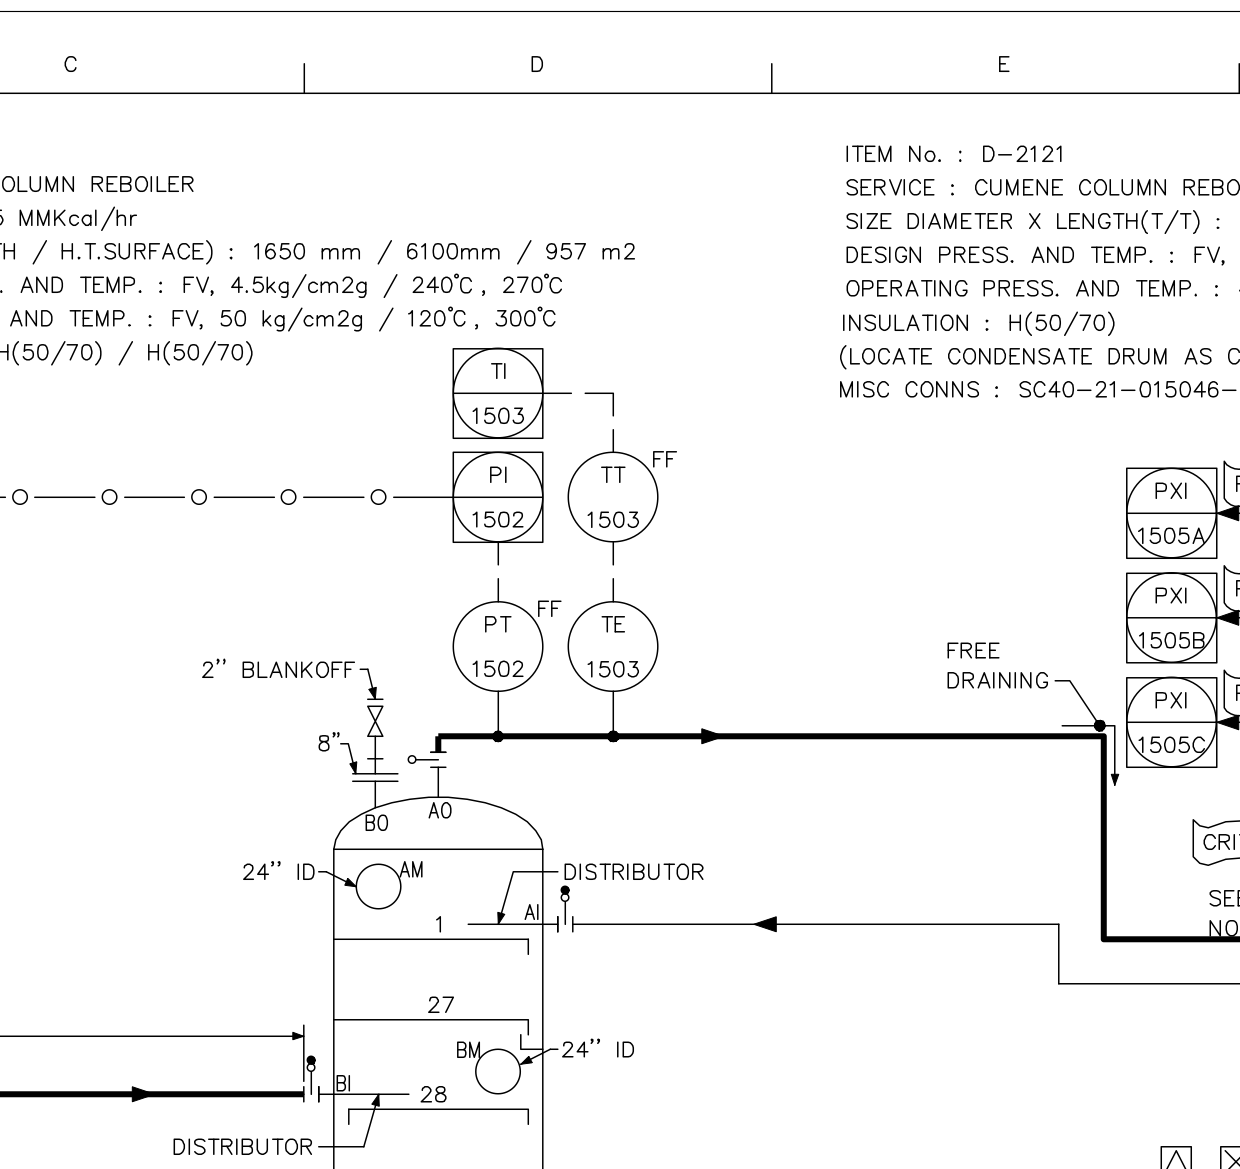 C
D
E
OLUMN REBOILER
MMKcal/hr
TH / H.T.SURFACE) : 1650 mm / 6100mm / 957 m2
. AND TEMP. : FV, 4.5kg/cm2g / 240°C, 270°C
AND TEMP. : FV, 50 kg/cm2g / 120°C, 300°C
H(50/70) / H(50/70)
ITEM No. : D-2121
SERVICE : CUMENE COLUMN REBO
SIZE DIAMETER X LENGTH(T/T) :
DESIGN PRESS. AND TEMP. : FV,
OPERATING PRESS. AND TEMP. :
INSULATION : H(50/70)
(LOCATE CONDENSATE DRUM AS C
MISC CONNS : SC40-21-015046-
TI
1503
PI
1502
TT
1503
FF
PT
1502
FF
TE
1503
PXI
1505A
PXI
1505B
PXI
1505C
FREE
DRAINING
2" BLANKOFF
8"
BO
AO
24" ID
AM
DISTRIBUTOR
1
AI
CRI
SEE
NO
27
BM
24" ID
BI
28
DISTRIBUTOR